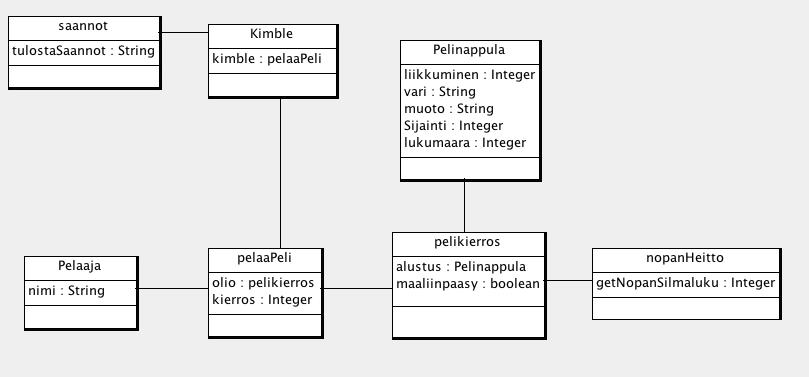 saannot
tulostaSaannot : String
Kimble
kimble : pelaaPeli
Pelinappula
liikkuminen : Integer
vari : String
muoto : String
Sijainti : Integer
lukumaara : Integer
Pelaaja
nimi : String
pelaaPeli
olio : pelikierros
kierros : Integer
pelikierros
alustus : Pelinappula
maaliinpaasy : boolean
nopanHeitto
getNopanSilmaluku : Integer